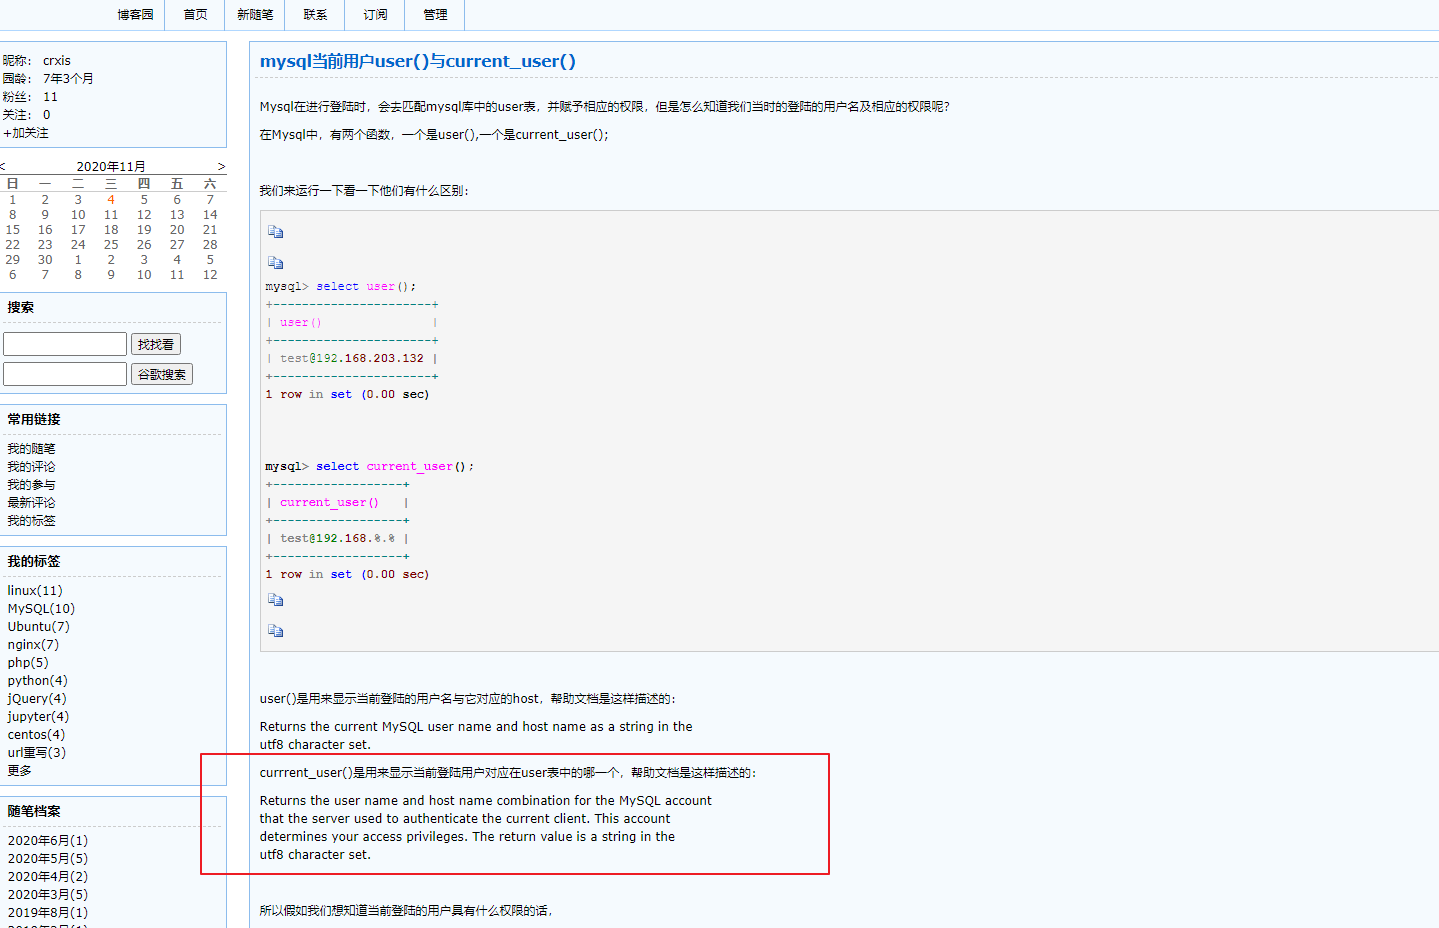 博客园 首页 新随笔 联系 订阅 管理
昵称： crxis
园龄： 7年3个月
粉丝： 11
关注： 0
+加关注
< 2020年11月 >
日 一 二 三 四 五 六
1 2 3 4 5 6 7
8 9 10 11 12 13 14
15 16 17 18 19 20 21
22 23 24 25 26 27 28
29 30 1 2 3 4 5
6 7 8 9 10 11 12
搜索
找找看
谷歌搜索
常用链接
我的随笔
我的评论
我的参与
最新评论
我的标签
我的标签
linux(11)
MySQL(10)
Ubuntu(7)
nginx(7)
php(5)
python(4)
jQuery(4)
jupyter(4)
centos(4)
url重写(3)
更多
随笔档案
2020年6月(1)
2020年5月(5)
2020年4月(2)
2020年3月(5)
2019年8月(1)
mysql当前用户user()与current_user()
Mysql在进行登陆时，会去匹配mysql库中的user表，并赋予相应的权限，但是怎么知道我们当时的登陆的用户名及相应的权限呢？
在Mysql中，有两个函数，一个是user(),一个是current_user();
我们来运行一下看一下他们有什么区别：
mysql> select user();
+----------------------+
| user()               |
+----------------------+
| test@192.168.203.132 |
+----------------------+
1 row in set (0.00 sec)
mysql> select current_user();
+------------------+
| current_user()   |
+------------------+
| test@192.168.%.% |
+------------------+
1 row in set (0.00 sec)
user()是用来显示当前登陆的用户名与它对应的host，帮助文档是这样描述的：
Returns the current MySQL user name and host name as a string in the
utf8 character set.
currrent_user()是用来显示当前登陆用户对应在user表中的哪一个，帮助文档是这样描述的：
Returns the user name and host name combination for the MySQL account
that the server used to authenticate the current client. This account
determines your access privileges. The return value is a string in the
utf8 character set.
所以假如我们想知道当前登陆的用户具有什么权限的话，